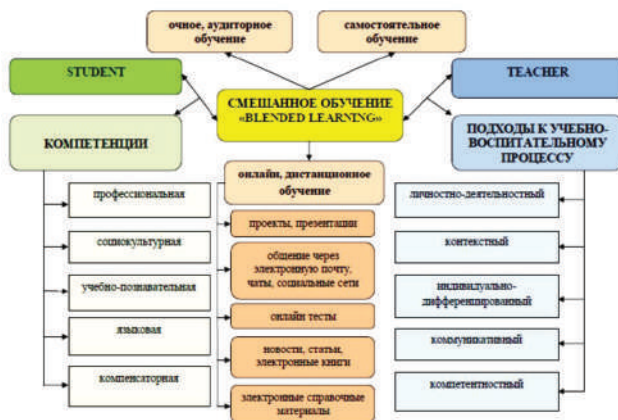 очное, аудиторное
обучение
самостоятельное
обучение
STUDENT
TEACHER
СМЕШАННОЕ ОБУЧЕНИЕ
«BLENDED LEARNING»
КОМПЕТЕНЦИИ
ПОДХОДЫ К УЧЕБНО-
ВОСПИТАТЕЛЬНОМУ
ПРОЦЕССУ
онлайн, дистанционное
обучение
профессиональная
социокультурная
учебно-познавательная
языковая
компенсаторная
проекты, презентации
общение через
электронную почту,
чаты, социальные сети
онлайн тесты
новости, статьи,
электронные книги
электронные справочные
материалы
личностно-деятельностный
контекстный
индивидуально-
дифференцированный
коммуникативный
компетентностный